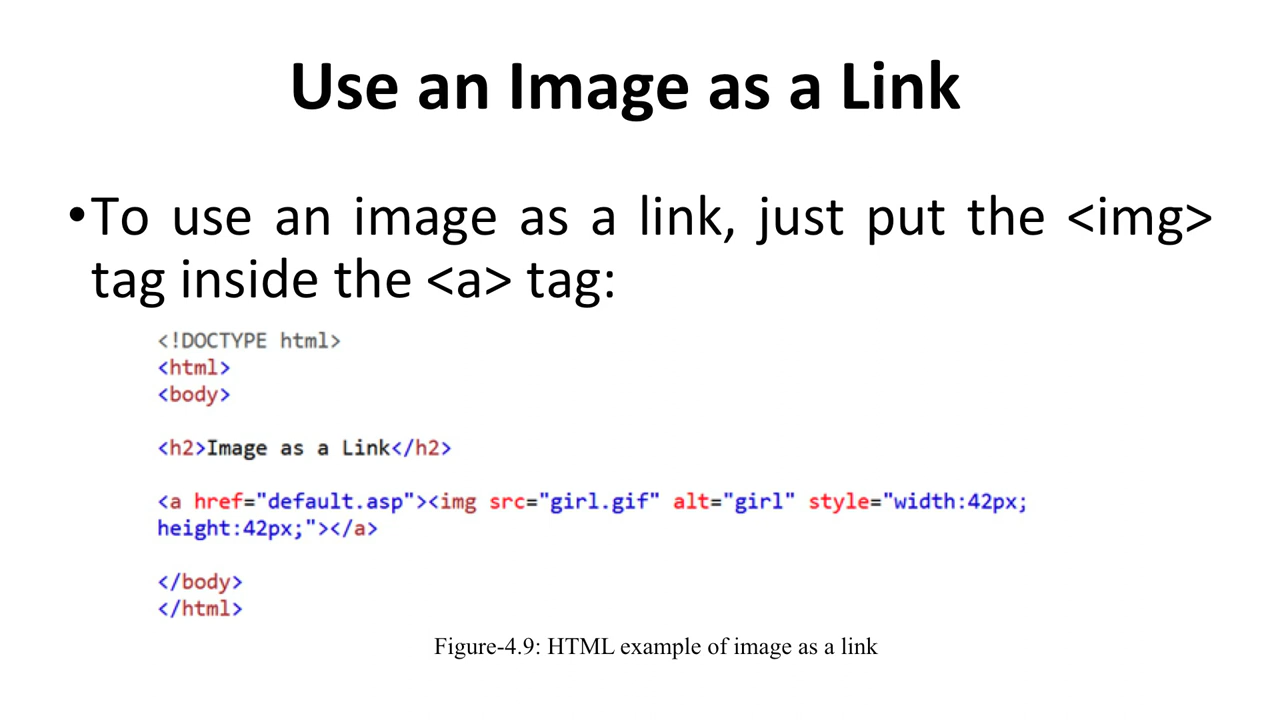 Use an Image as a Link
•To use an image as a link, just put the <img>
tag inside the <a> tag:
<!DOCTYPE html>
<html>
<body>
<h2>Image as a Link</h2>
<a href="default.asp"><img src="girl.gif" alt="girl" style="width:42px;
height:42px;"></a>
</body>
</html>
Figure-4.9: HTML example of image as a link